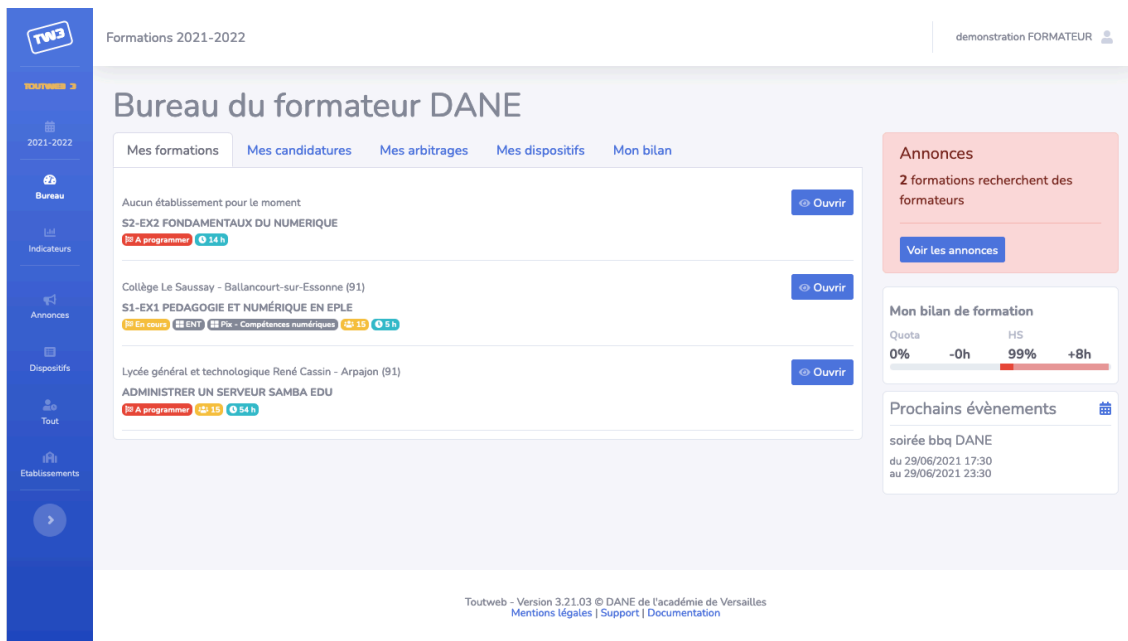 TW3
Formations 2021-2022
demonstration FORMATEUR
TOUTWEB 3
2021-2022
Bureau
Indicateurs
Annonces
Dispositifs
Tout
Etablissements
Bureau du formateur DANE
Mes formations
Mes candidatures
Mes arbitrages
Mes dispositifs
Mon bilan
Aucun établissement pour le moment
Ouvrir
S2-EX2 FONDAMENTAUX DU NUMERIQUE
A programmer 14 h
Collège Le Saussay - Ballancourt-sur-Essonne (91)
Ouvrir
S1-EX1 PEDAGOGIE ET NUMÉRIQUE EN EPLE
En cours ENT Pix - Compétences numériques 15 5 h
Lycée général et technologique René Cassin - Arpajon (91)
Ouvrir
ADMINISTRER UN SERVEUR SAMBA EDU
A programmer 15 54 h
Annonces
2 formations recherchent des
formateurs
Voir les annonces
Mon bilan de formation
Quota HS
0% -0h 99% +8h
Prochains évènements
soirée bbq DANE
du 29/06/2021 17:30
au 29/06/2021 23:30
Toutweb - Version 3.21.03 © DANE de l'académie de Versailles
Mentions légales | Support | Documentation